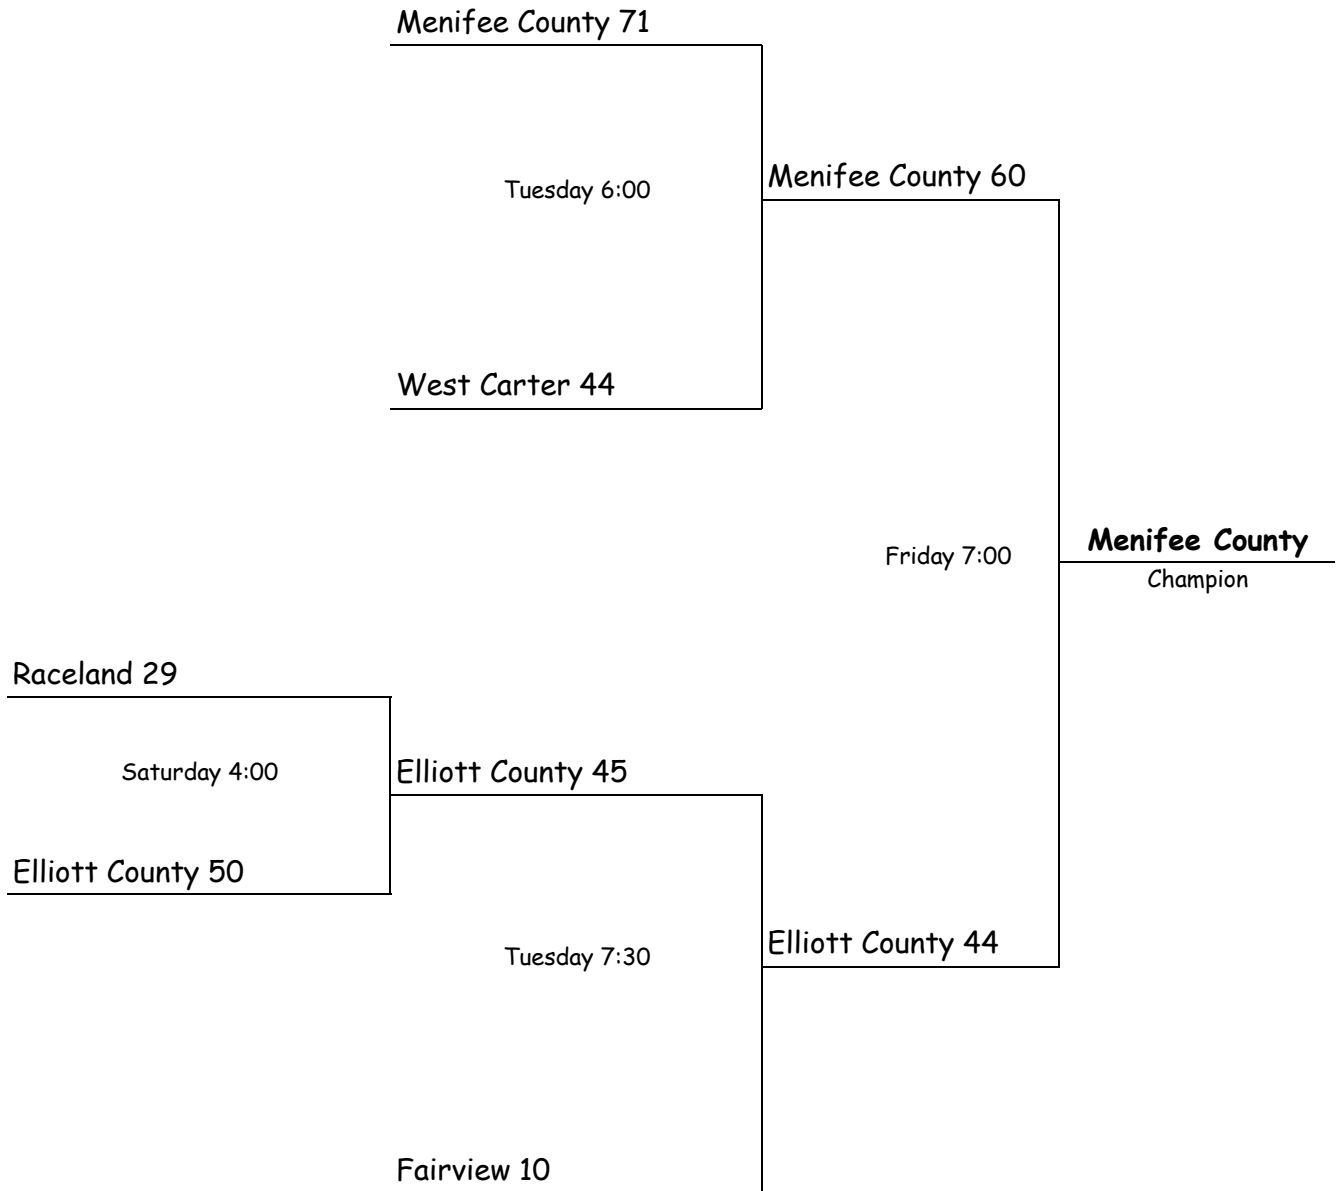 Menifee County 71
Tuesday 6:00
Menifee County 60
West Carter 44
Friday 7:00
Menifee County
Champion
Raceland 29
Saturday 4:00
Elliott County 45
Elliott County 50
Tuesday 7:30
Elliott County 44
Fairview 10